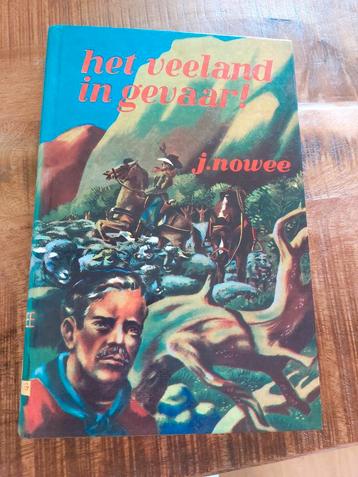 het veeland
in gevaar!
j. nowee